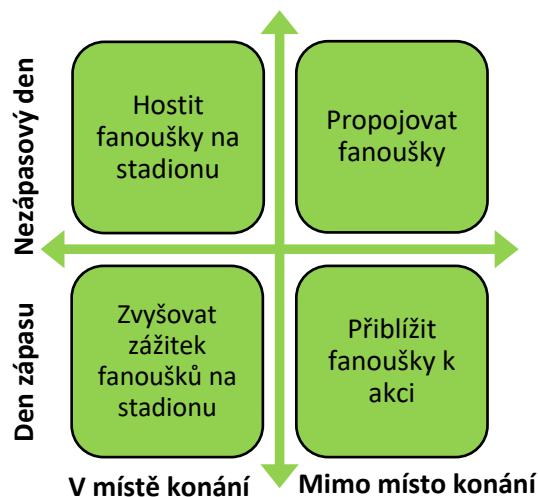 Nezápasový den
Hostit
fanoušky na
stadionu
Propojovat
fanoušky
Den zápasu
Zvyšovat
zážitek
fanoušků na
stadionu
Přiblížit
fanoušky k
akci
V místě konání
Mimo místo konání